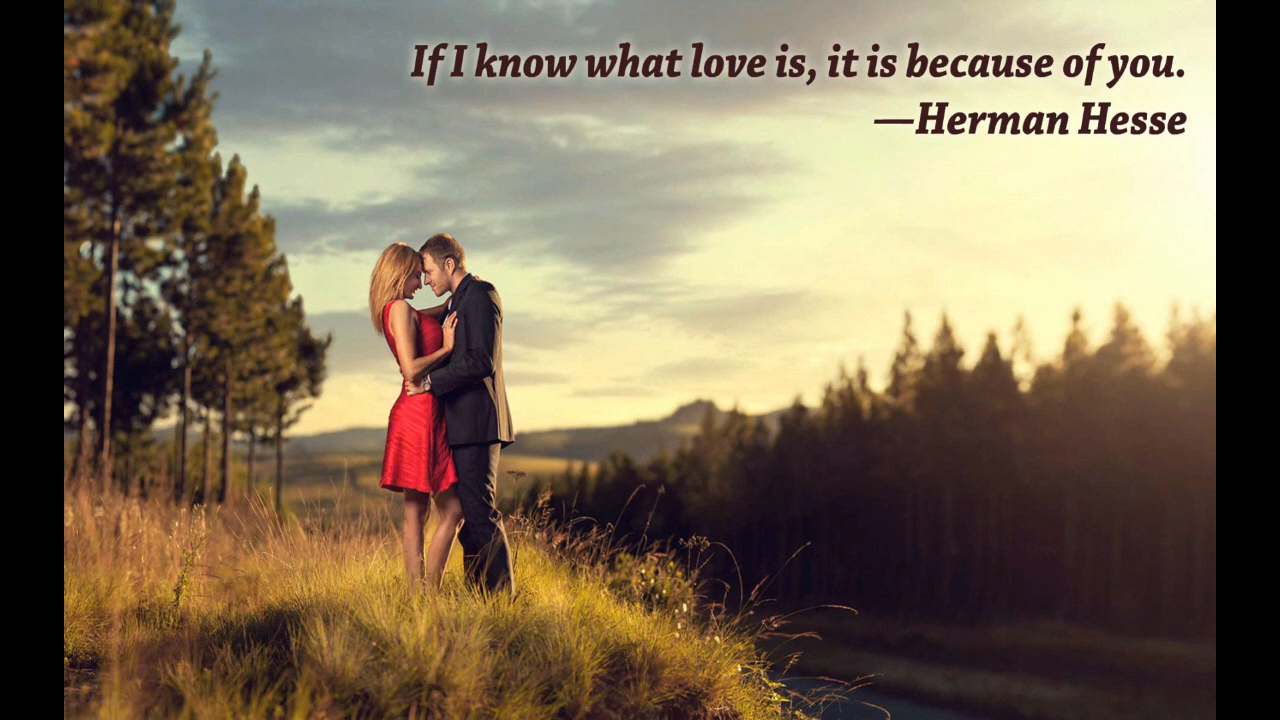 If I know what love is, it is because of you.
—Herman Hesse